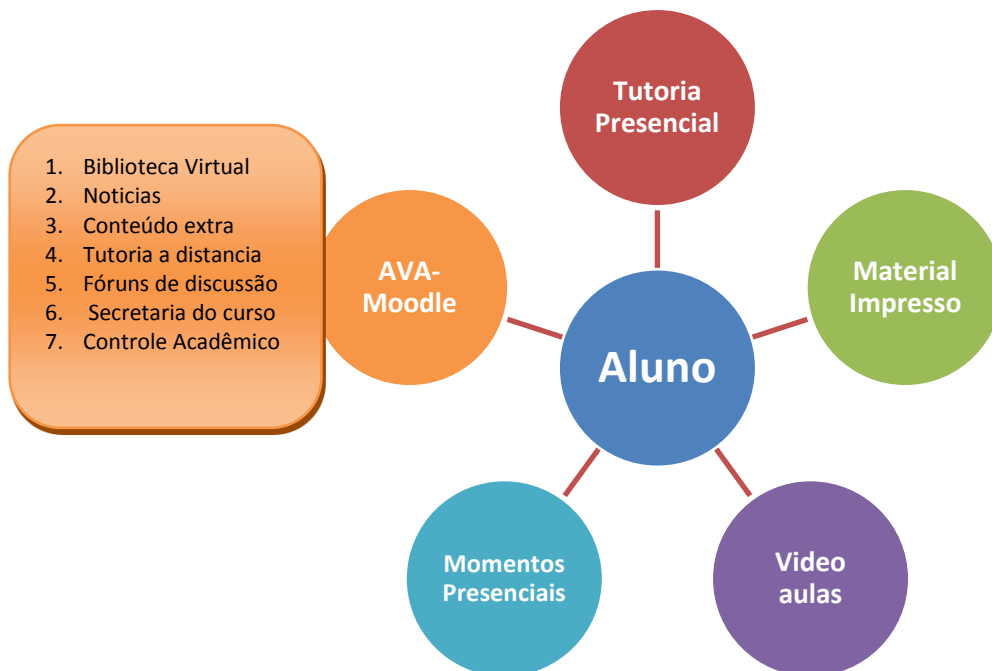 Tutoria
Presencial
1. Biblioteca Virtual
2. Noticias
3. Conteúdo extra
4. Tutoria a distancia
5. Fóruns de discussão
6. Secretaria do curso
7. Controle Acadêmico
AVA-
Moodle
Material
Impresso
Aluno
Momentos
Presenciais
Video
aulas